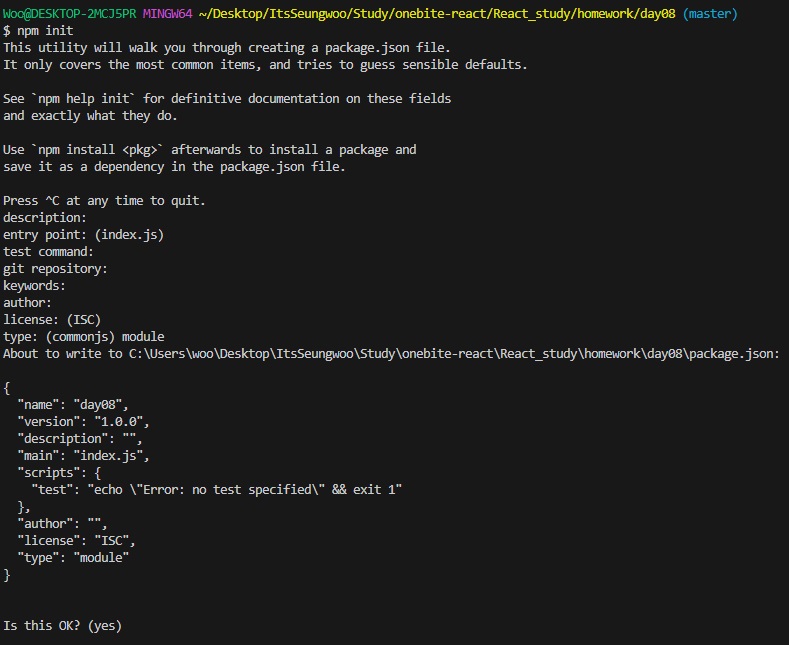 Woo@DESKTOP-2MCJ5PR MINGW64 ~/Desktop/ItsSeungwoo/Study/onebite-react/React_study/homework/day08 (master)
$ npm init
This utility will walk you through creating a package.json file.
It only covers the most common items, and tries to guess sensible defaults.

See `npm help init` for definitive documentation on these fields
and exactly what they do.

Use `npm install <pkg>` afterwards to install a package and
save it as a dependency in the package.json file.

Press ^C at any time to quit.
description:
entry point: (index.js)
test command:
git repository:
keywords:
author:
license: (ISC)
type: (commonjs) module
About to write to C:\Users\woo\Desktop\ItsSeungwoo\Study\onebite-react\React_study\homework\day08\package.json:

{
  "name": "day08",
  "version": "1.0.0",
  "description": "",
  "main": "index.js",
  "scripts": {
    "test": "echo \"Error: no test specified\" && exit 1"
  },
  "author": "",
  "license": "ISC",
  "type": "module"
}


Is this OK? (yes)